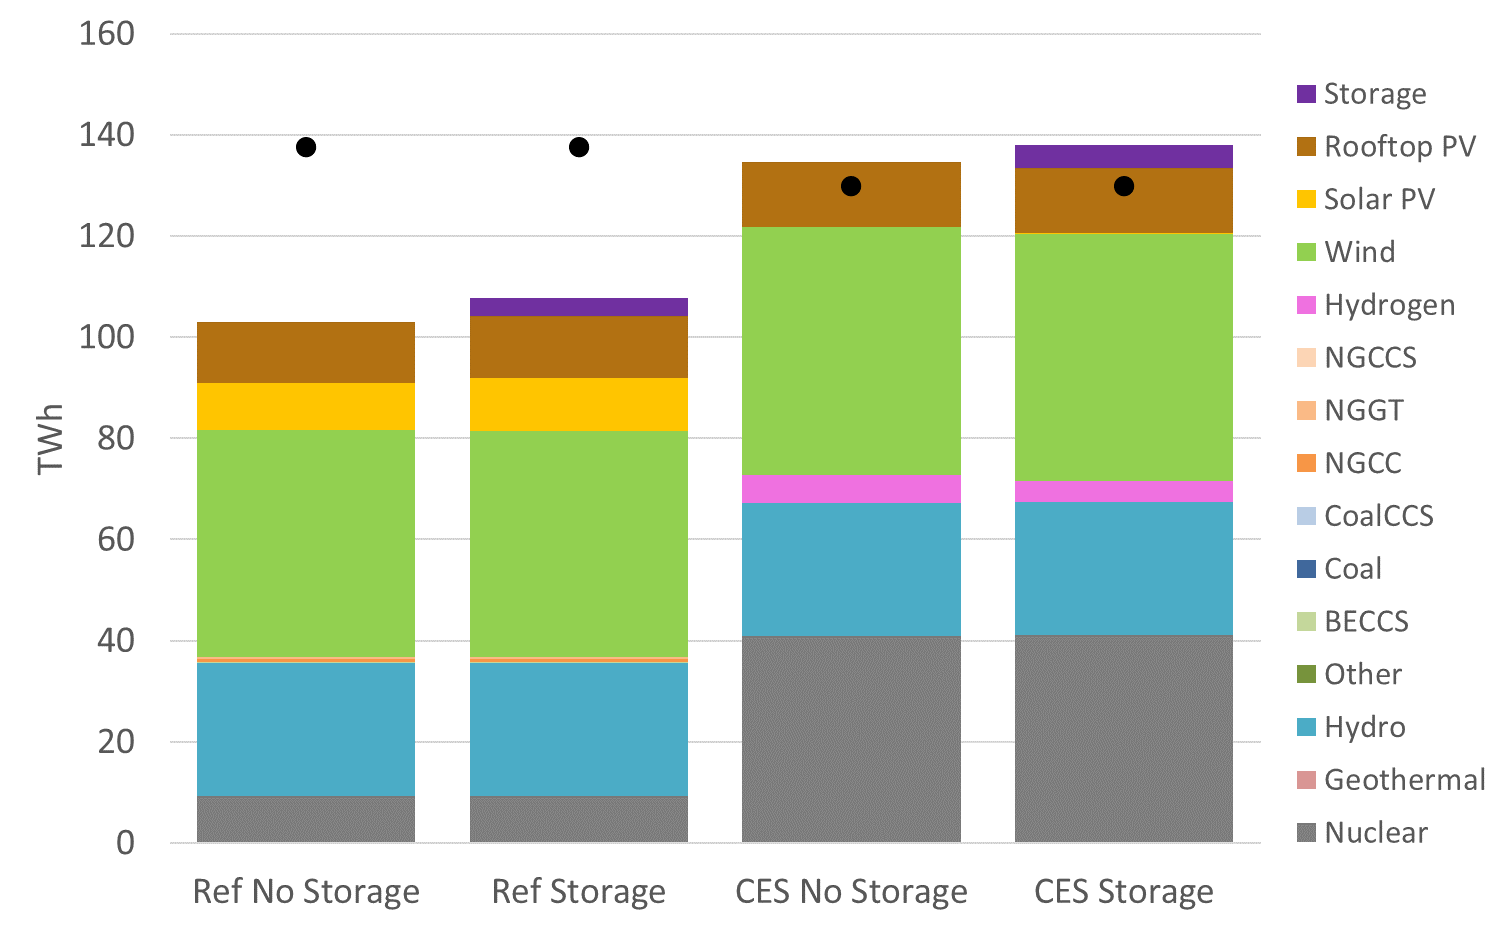 160
140
120
100
80
60
40
20
0
TWh
Ref No Storage
Ref Storage
CES No Storage
CES Storage
Storage
Rooftop PV
Solar PV
Wind
Hydrogen
NGCCS
NGGT
NGCC
CoalCCS
Coal
BECCS
Other
Hydro
Geothermal
Nuclear